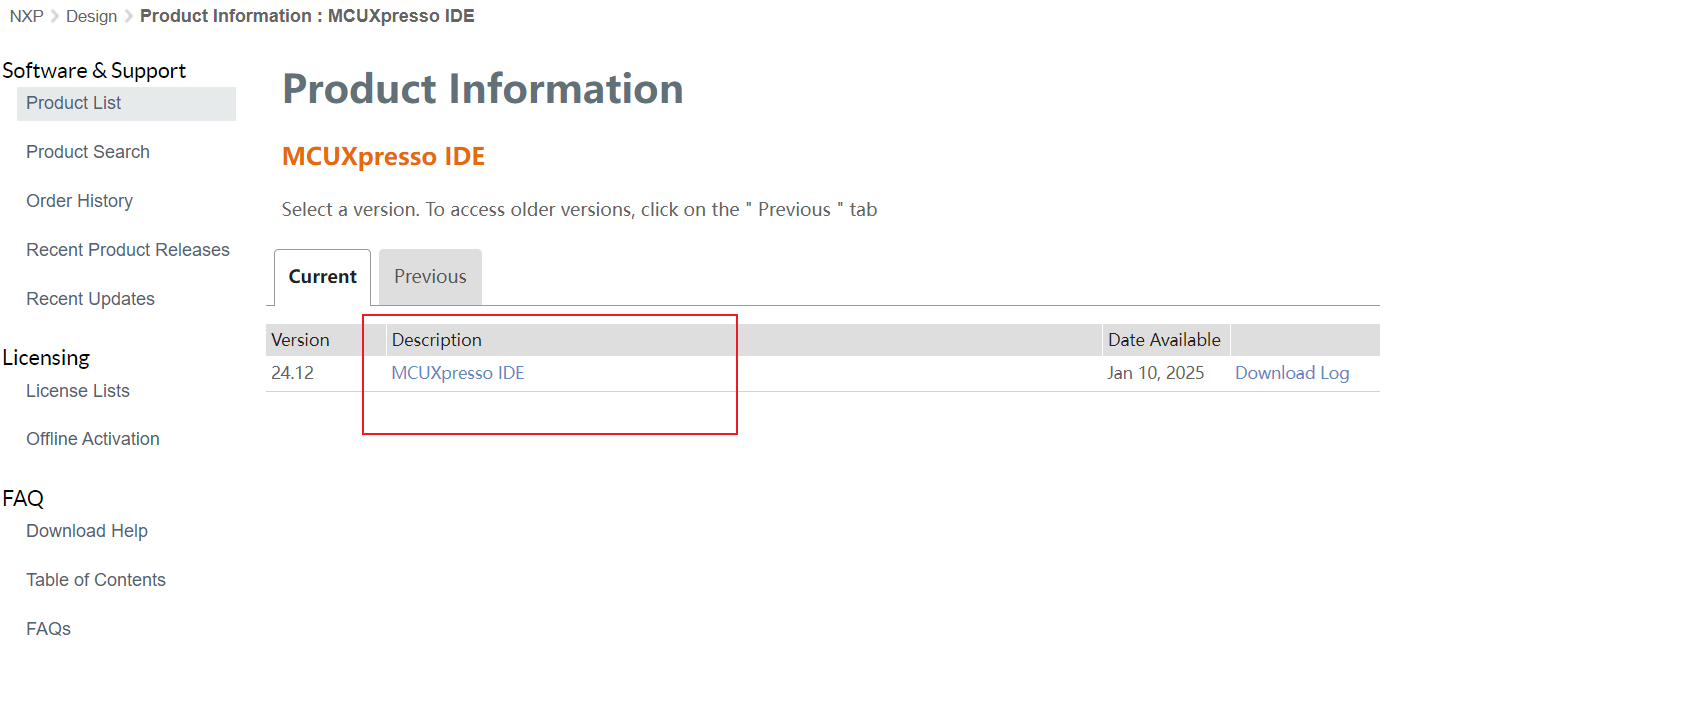 NXP Design Product Information : MCUXpresso IDE
Software & Support
Product List
Product Search
Order History
Recent Product Releases
Recent Updates
Licensing
License Lists
Offline Activation
FAQ
Download Help
Table of Contents
FAQs
Product Information
MCUXpresso IDE
Select a version. To access older versions, click on the " Previous " tab
Current Previous
Version Description Date Available
24.12 MCUXpresso IDE Jan 10, 2025 Download Log